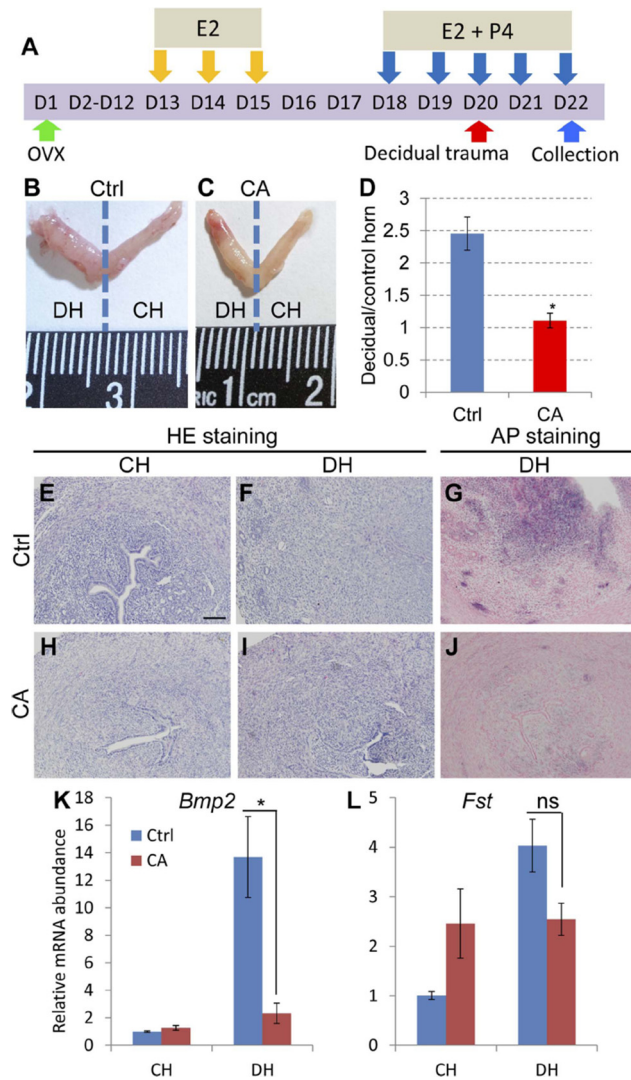 E2
E2 + P4
A
D1 D2-D12 D13 D14 D15 D16 D17 D18 D19 D20 D21 D22
OVX
Decidual trauma
Collection
B
Ctrl
DH
CH
2
3
C
CA
DH
CH
RIC
1
cm
2
D
Decidual/control horn
3
2.5
2
1.5
1
0.5
0
*
Ctrl
CA
HE staining
AP staining
CH
DH
DH
Ctrl
E
F
G
CA
H
I
J
K
Bmp2
Relative mRNA abundance
18
16
14
12
10
8
6
4
2
0
Ctrl
CA
*
CH
DH
L
Fst
5
4
3
2
1
0
ns
CH
DH